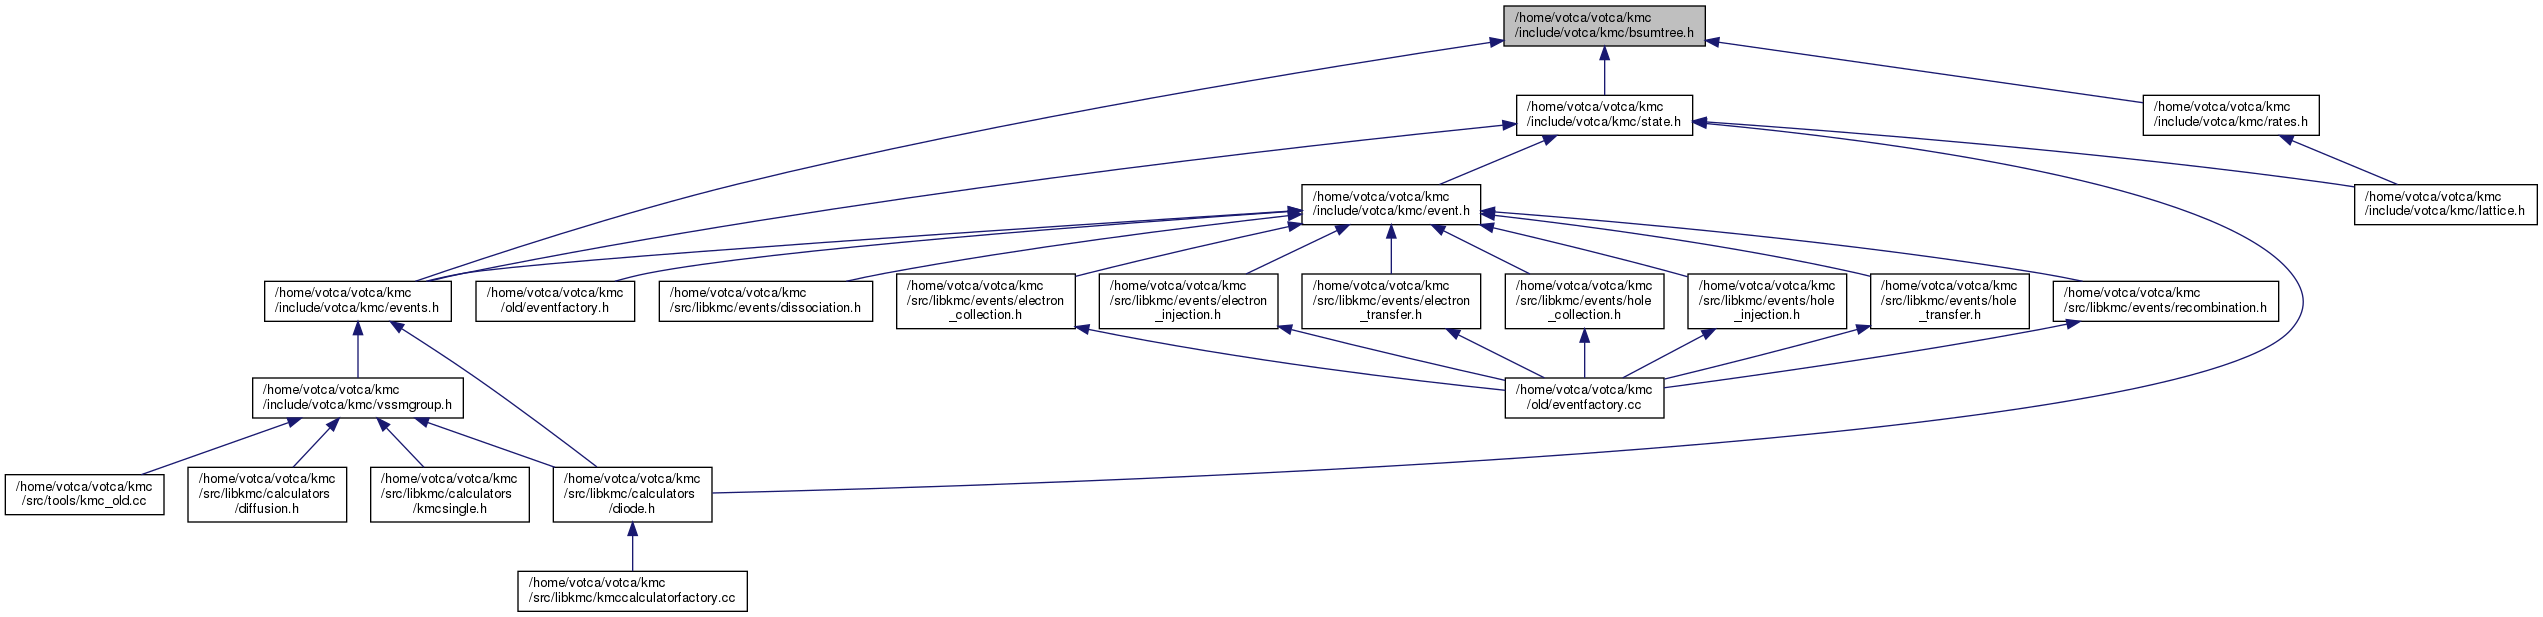 /home/votca/votca/kmc
/include/votca/kmc/bsumtree.h
/home/votca/votca/kmc
/include/votca/kmc/state.h
/home/votca/votca/kmc
/include/votca/kmc/rates.h
/home/votca/votca/kmc
/include/votca/kmc/event.h
/home/votca/votca/kmc
/include/votca/kmc/lattice.h
/home/votca/votca/kmc
/include/votca/kmc/events.h
/home/votca/votca/kmc
/old/eventfactory.h
/home/votca/votca/kmc
/src/libkmc/events/dissociation.h
/home/votca/votca/kmc
/src/libkmc/events/electron
_collection.h
/home/votca/votca/kmc
/src/libkmc/events/electron
_injection.h
/home/votca/votca/kmc
/src/libkmc/events/electron
_transfer.h
/home/votca/votca/kmc
/src/libkmc/events/hole
_collection.h
/home/votca/votca/kmc
/src/libkmc/events/hole
_injection.h
/home/votca/votca/kmc
/src/libkmc/events/hole
_transfer.h
/home/votca/votca/kmc
/src/libkmc/events/recombination.h
/home/votca/votca/kmc
/include/votca/kmc/vssmgroup.h
/home/votca/votca/kmc
/old/eventfactory.cc
/home/votca/votca/kmc
/src/tools/kmc_old.cc
/home/votca/votca/kmc
/src/libkmc/calculators
/diffusion.h
/home/votca/votca/kmc
/src/libkmc/calculators
/kmcsingle.h
/home/votca/votca/kmc
/src/libkmc/calculators
/diode.h
/home/votca/votca/kmc
/src/libkmc/kmccalculatorfactory.cc